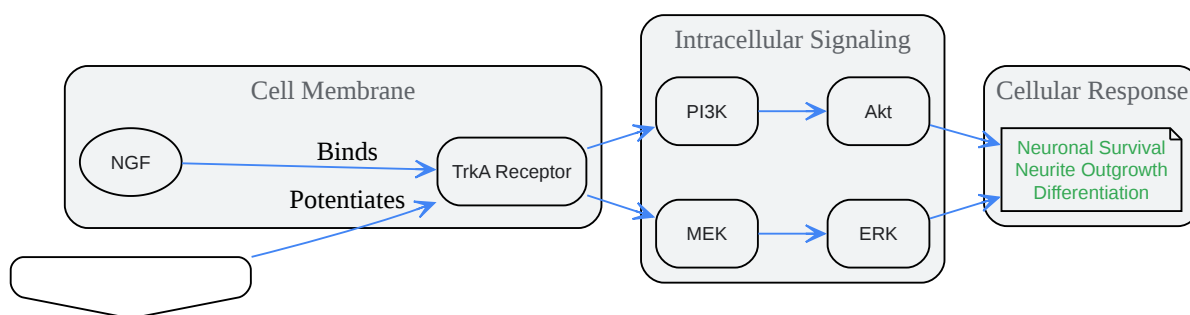 Intracellular Signaling
Cell Membrane
Cellular Response
NGF
Binds
Potentiates
TrkA Receptor
PI3K
Akt
MEK
ERK
Neuronal Survival
Neurite Outgrowth
Differentiation